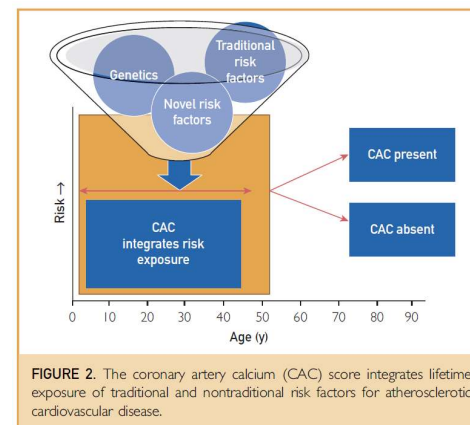 Traditional
risk
factors
Genetics
Novel risk
factors
CAC present
Risk →
CAC
integrates risk
exposure
CAC absent
0 10 20 30 40 50 60 70 80 90
Age (y)
FIGURE 2. The coronary artery calcium (CAC) score integrates lifetime
exposure of traditional and nontraditional risk factors for atherosclerotic
cardiovascular disease.